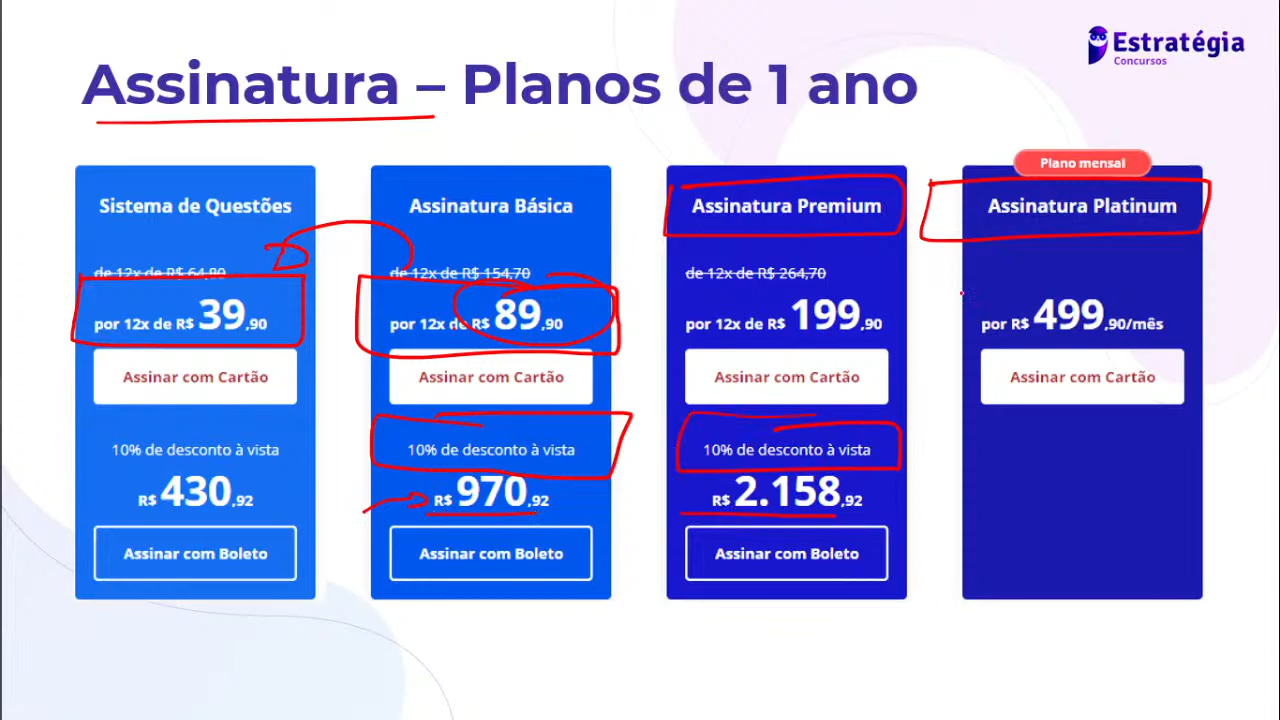 Estratégia
Concursos
Assinatura – Planos de 1 ano
Sistema de Questões
de 12x de R$ 64,90
por 12x de R$ 39,90
Assinar com Cartão
10% de desconto à vista
R$ 430,92
Assinar com Boleto
Assinatura Básica
de 12x de R$ 154,70
por 12x de R$ 89,90
Assinar com Cartão
10% de desconto à vista
R$ 970,92
Assinar com Boleto
Assinatura Premium
de 12x de R$ 264,70
por 12x de R$ 199,90
Assinar com Cartão
10% de desconto à vista
R$ 2.158,92
Assinar com Boleto
Plano mensal
Assinatura Platinum
por R$ 499,90/mês
Assinar com Cartão